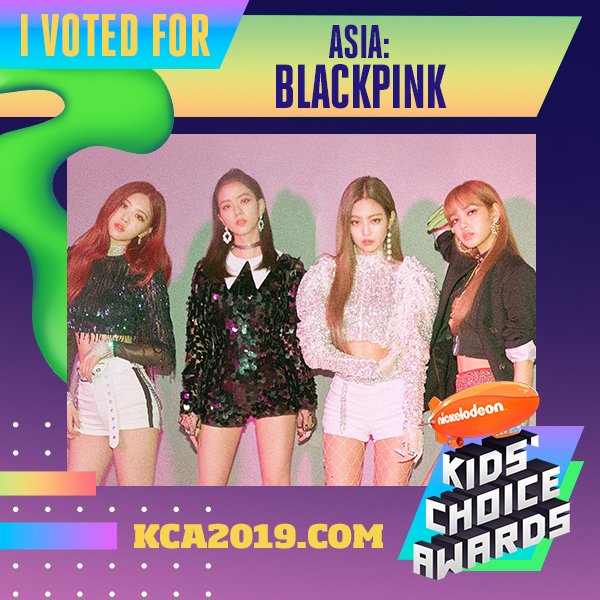 I VOTED FOR
ASIA:
BLACKPINK
nickelodeon
KIDS'
CHOICE
AWARDS
KCA2019.COM